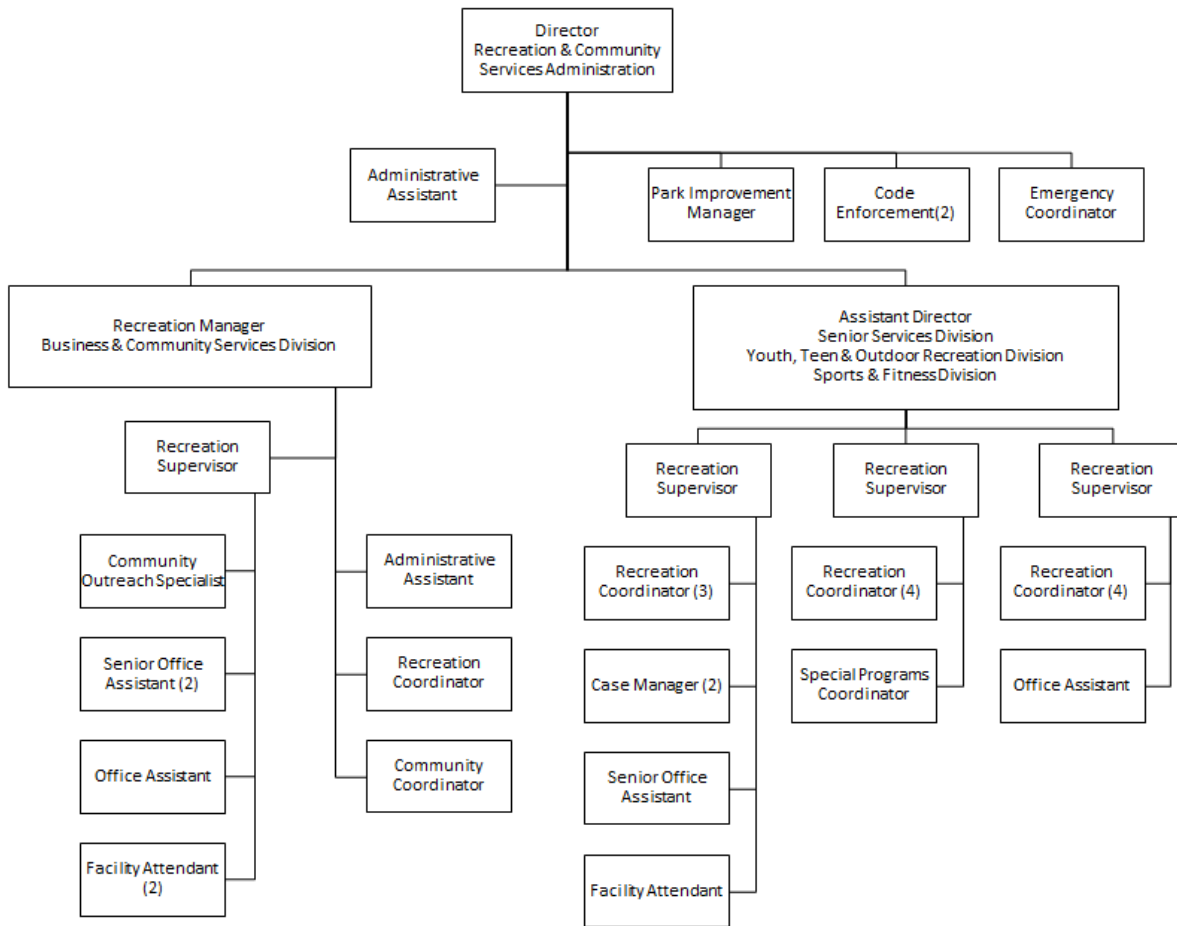 Director
Recreation & Community
Services Administration
Administrative
Assistant
Park Improvement
Manager
Code
Enforcement(2)
Emergency
Coordinator
Recreation Manager
Business & Community Services Division
Assistant Director
Senior Services Division
Youth, Teen & Outdoor Recreation Division
Sports & Fitness Division
Recreation
Supervisor
Community
Outreach Specialist
Senior Office
Assistant (2)
Office Assistant
Facility Attendant
(2)
Administrative
Assistant
Recreation
Coordinator
Community
Coordinator
Recreation
Supervisor
Recreation
Coordinator (3)
Case Manager (2)
Senior Office
Assistant
Facility Attendant
Recreation
Supervisor
Recreation
Coordinator (4)
Special Programs
Coordinator
Recreation
Supervisor
Recreation
Coordinator (4)
Office Assistant